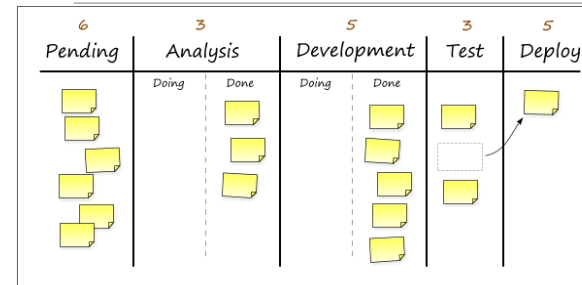 6 3 5 3 5
Pending Analysis Development Test Deploy
Doing Done Doing Done